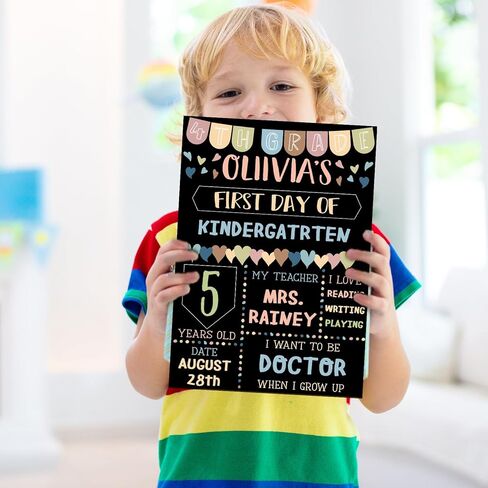 4TH GRADE
OLIIVIA'S
FIRST DAY OF
KINDERGATRTEN
5
YEARS OLD
MY TEACHER
MRS.
RAINEY
I LOVE
READING
WRITING
PLAYING
DATE
AUGUST
28th
I WANT TO BE
DOCTOR
WHEN I GROW UP